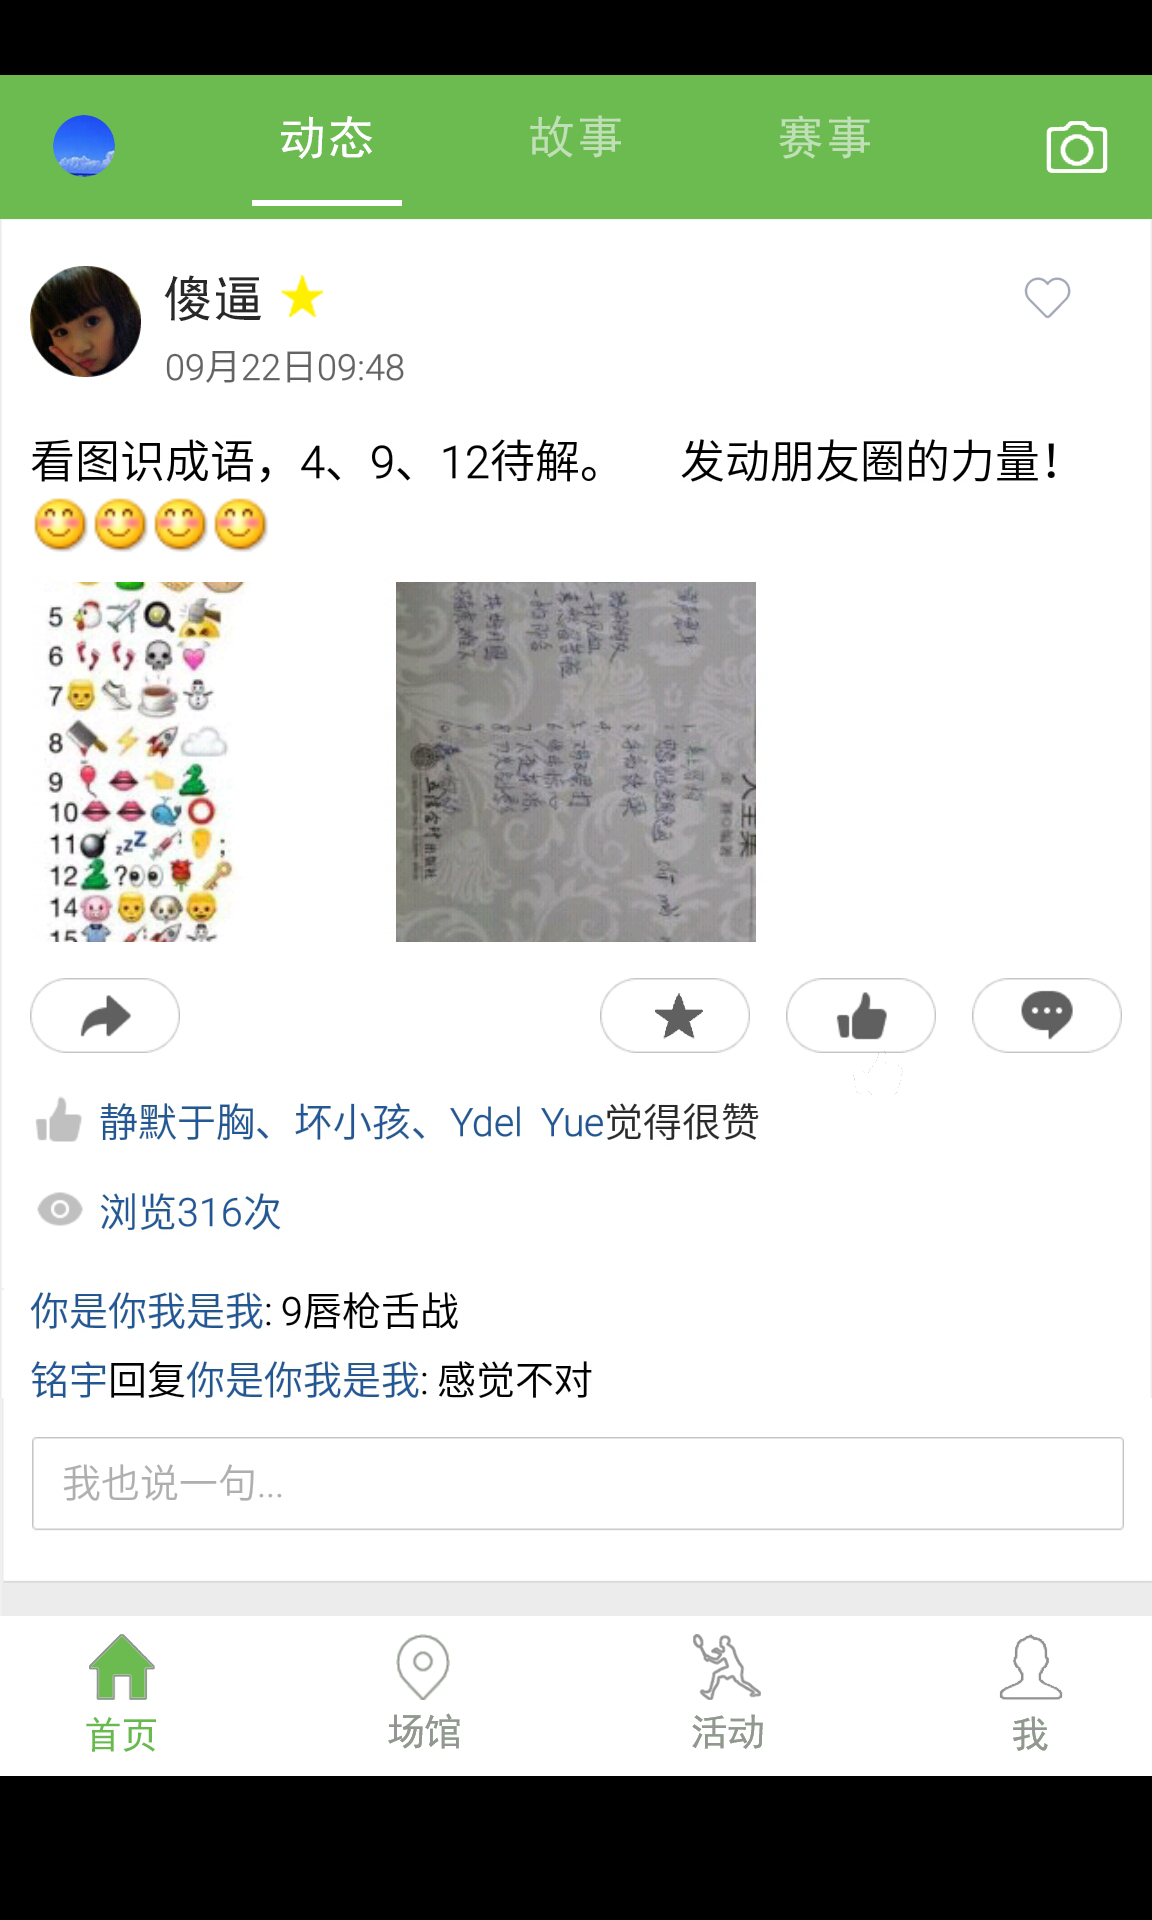 动态 故事 赛事
傻逼
09月22日09:48
看图识成语，4、9、12待解。 发动朋友圈的力量！
5
6
7
8
9
10
11 zzZ ;
12 ?
14
15
静默于胸、坏小孩、Ydel Yue觉得很赞
浏览316次
你是你我是我: 9唇枪舌战
铭宇回复你是你我是我: 感觉不对
我也说一句...
首页 场馆 活动 我